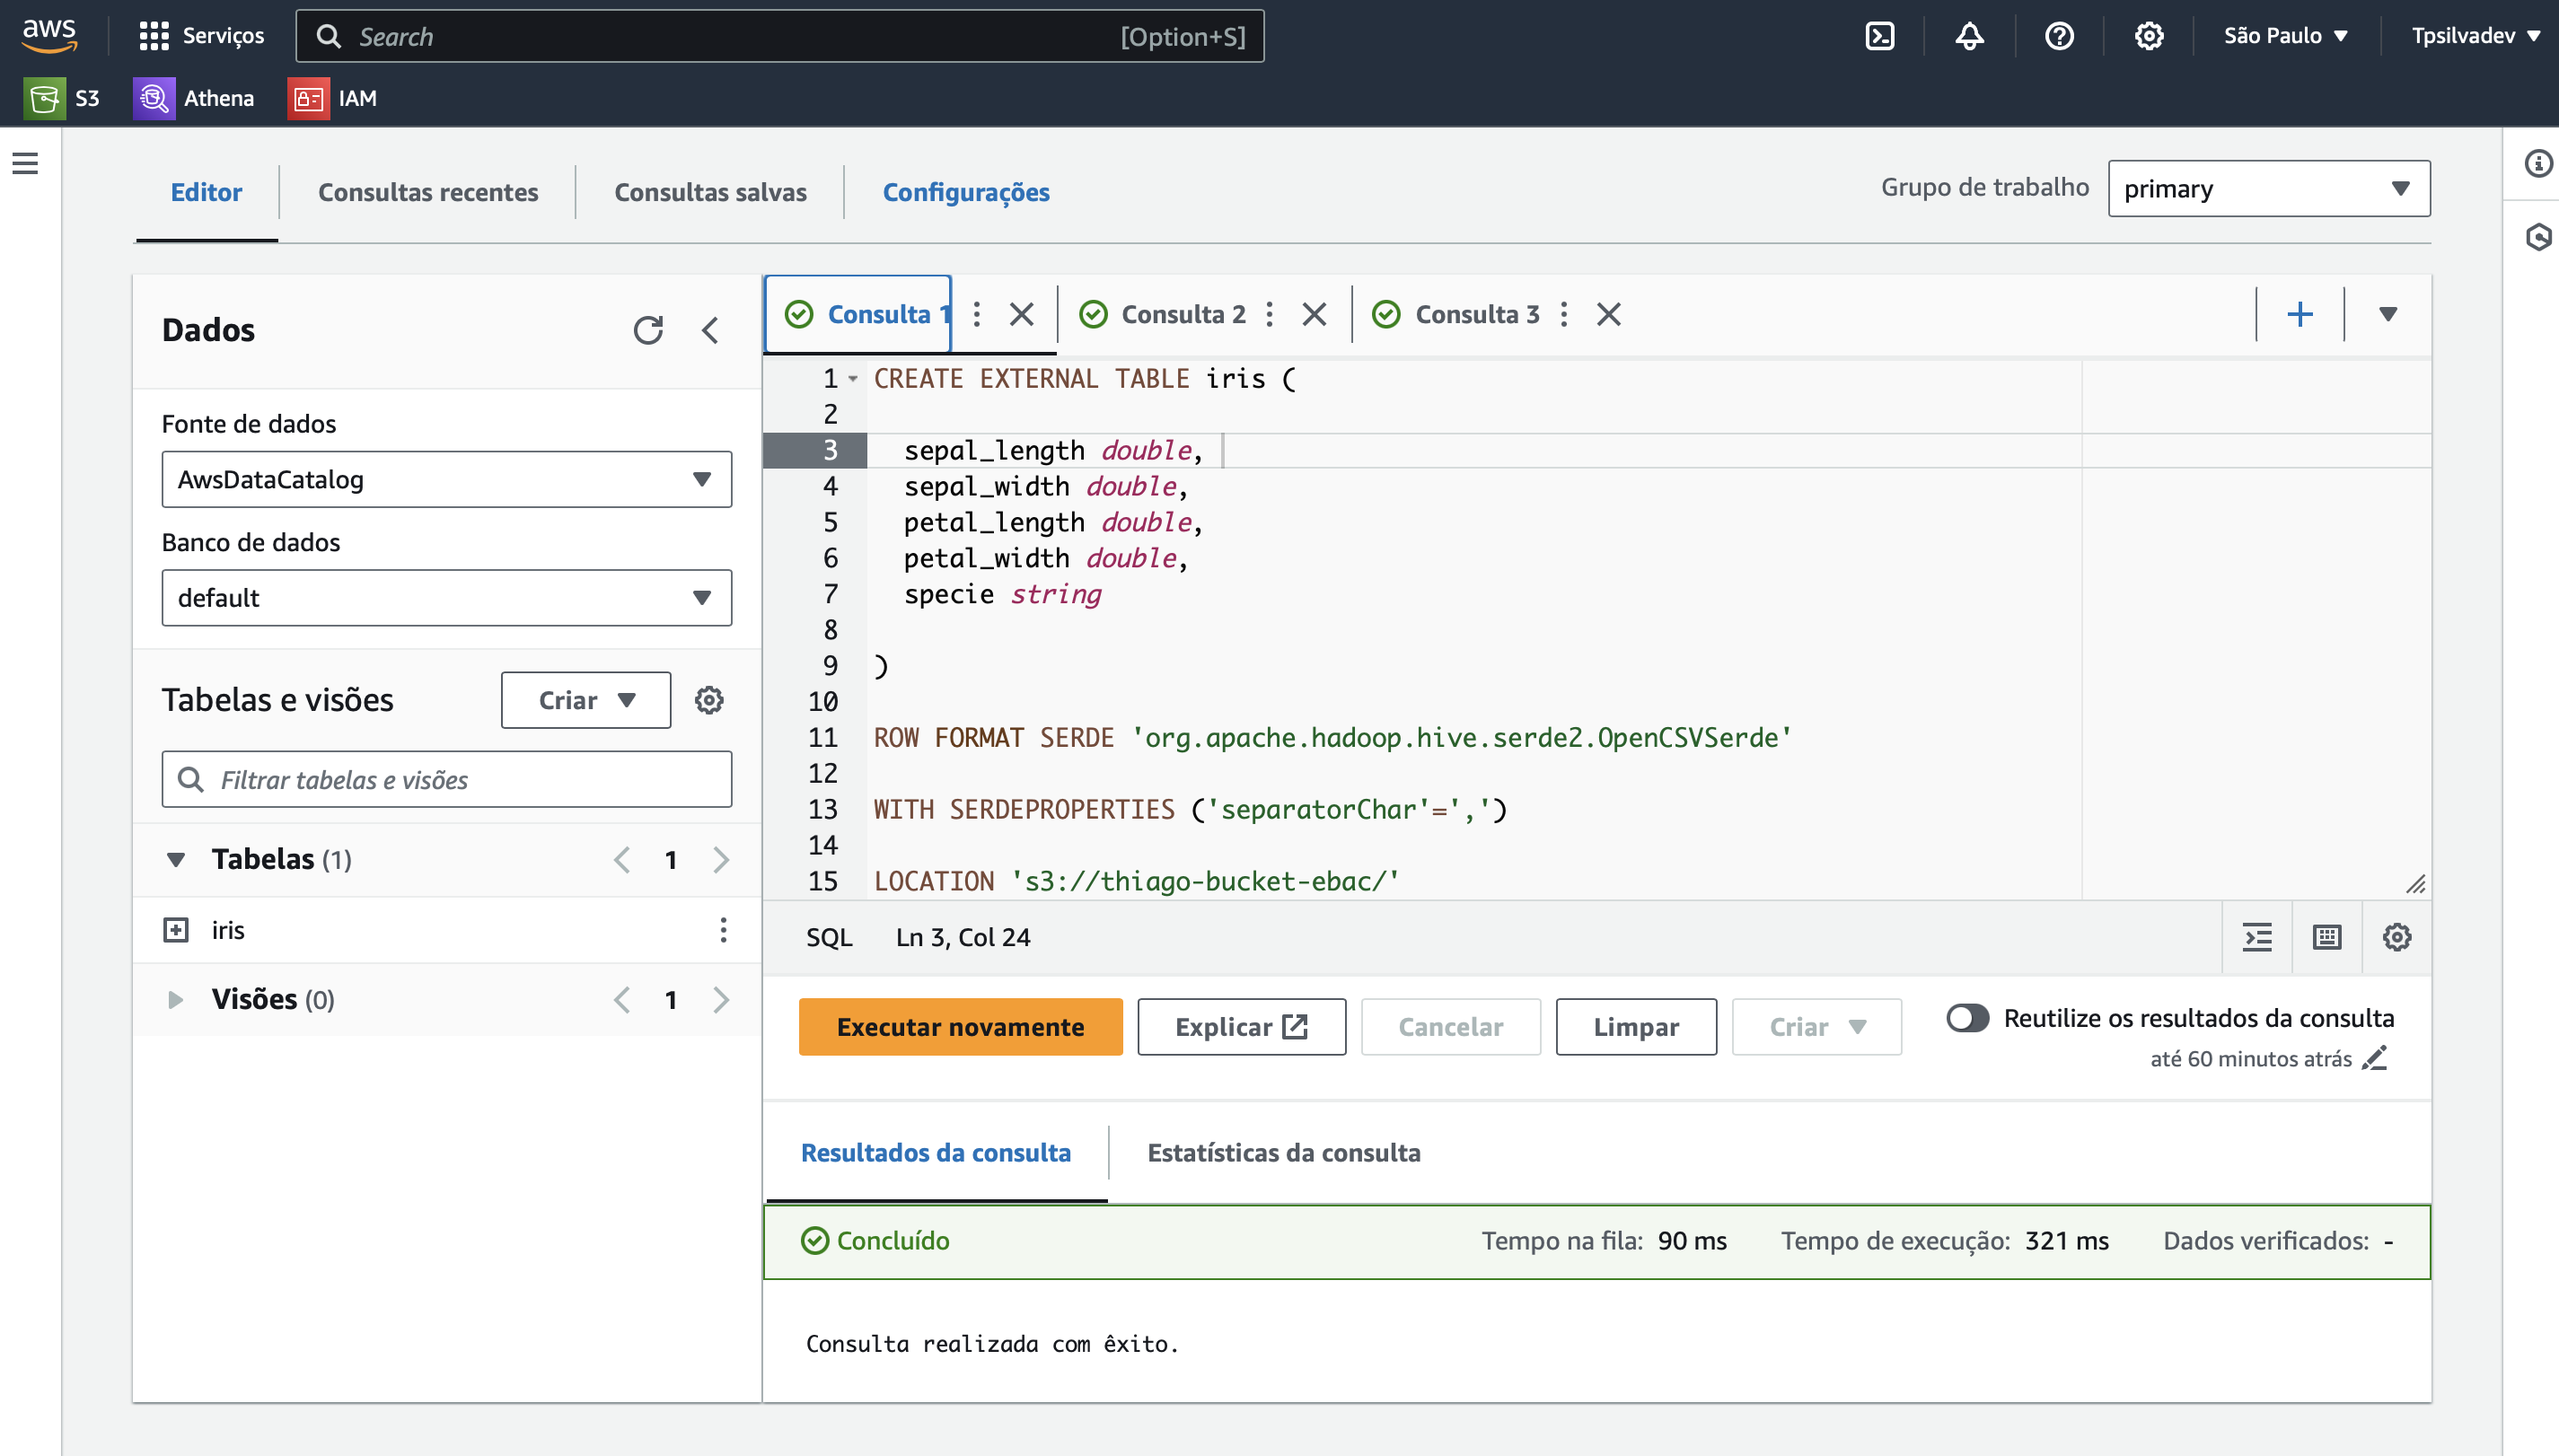 aws
Serviços
Search
[Option+S]
São Paulo
Tpsilvadev
S3
Athena
IAM
Editor
Consultas recentes
Consultas salvas
Configurações
Grupo de trabalho
primary
Dados
Fonte de dados
AwsDataCatalog
Banco de dados
default
Tabelas e visões
Criar
Filtrar tabelas e visões
Tabelas (1)
1
iris
Visões (0)
1
Consulta 1
Consulta 2
Consulta 3
1 CREATE EXTERNAL TABLE iris (
2
3 sepal_length double,
4 sepal_width double,
5 petal_length double,
6 petal_width double,
7 specie string
8
9 )
10
11 ROW FORMAT SERDE 'org.apache.hadoop.hive.serde2.OpenCSVSerde'
12
13 WITH SERDEPROPERTIES ('separatorChar'=',')
14
15 LOCATION 's3://thiago-bucket-ebac/'
SQL
Ln 3, Col 24
Executar novamente
Explicar
Cancelar
Limpar
Criar
Reutilize os resultados da consulta
até 60 minutos atrás
Resultados da consulta
Estatísticas da consulta
Concluído
Tempo na fila: 90 ms
Tempo de execução: 321 ms
Dados verificados: -
Consulta realizada com êxito.